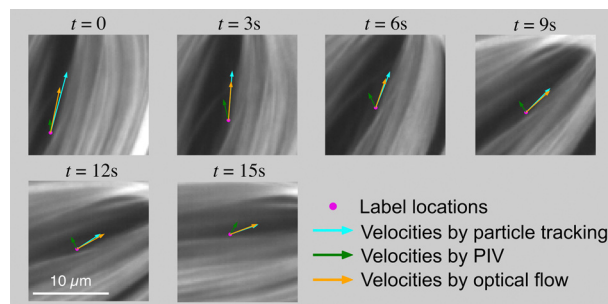 t = 0 t = 3s t = 6s t = 9s
t = 12s t = 15s
Label locations
Velocities by particle tracking
Velocities by PIV
Velocities by optical flow
10 μm